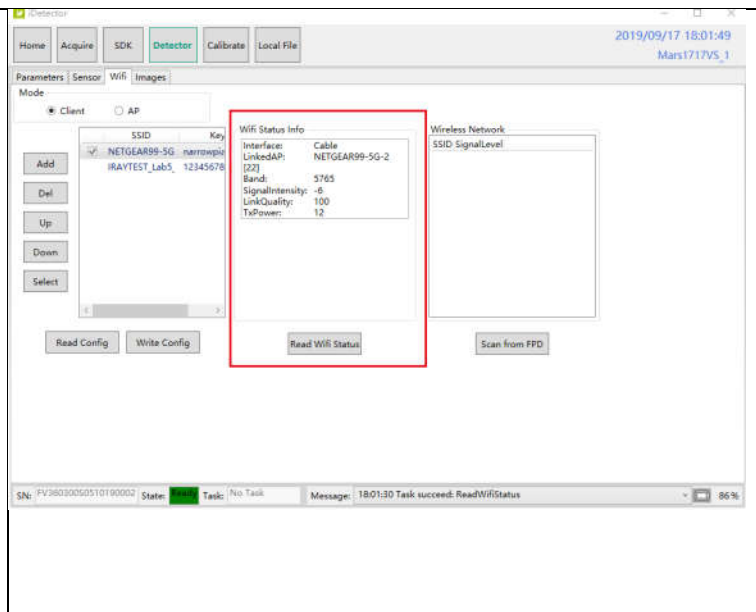 iDetector
Home Acquire SDK Detector Calibrate Local File
2019/09/17 18:01:49
Mars1717VS_1
Parameters Sensor Wifi Images
Mode
Client AP
SSID Key
NETGEAR99-5G narrowpia
IRAYTEST_Lab5_ 12345678
Add
Del
Up
Down
Select
Read Config Write Config
Wifi Status Info
Interface: Cable
LinkedAP: NETGEAR99-5G-2
[22]
Band: 5765
SignalIntensity: -6
LinkQuality: 100
TxPower: 12
Read Wifi Status
Wireless Network
SSID SignalLevel
Scan from FPD
SN: State: Ready Task: No Task Message: 18:01:30 Task succeed: ReadWifiStatus 86%